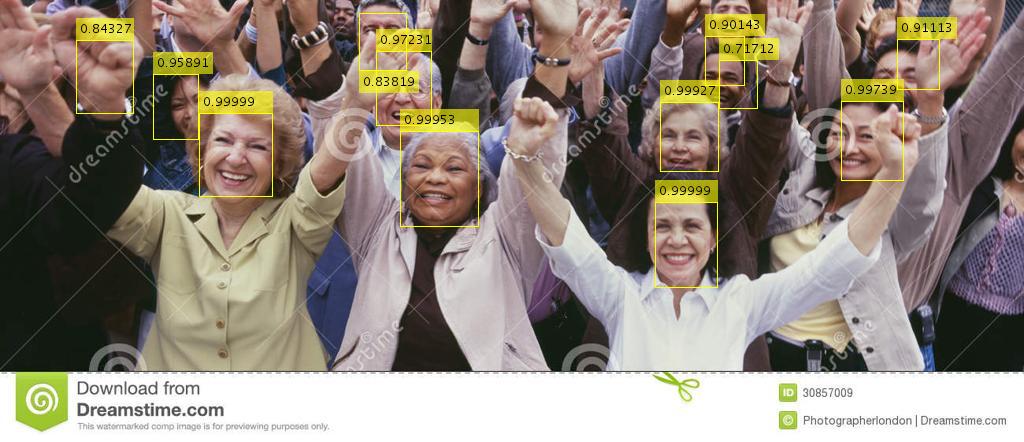 0.84327
0.95891
0.99999
0.97231
0.83819
0.99953
0.90143
0.71712
0.99927
0.99739
0.91113
0.99999
dreamstime.
Download from
Dreamstime.com
This watermarked comp image is for previewing purposes only.
ID 30857009
© Photographerlondon | Dreamstime.com